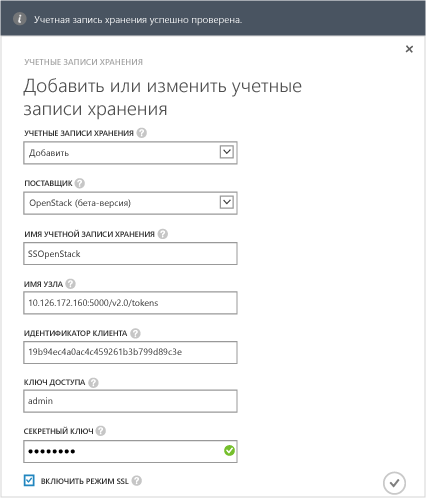 Учетная запись хранения успешно проверена.
УЧЕТНЫЕ ЗАПИСИ ХРАНЕНИЯ
Добавить или изменить учетные
записи хранения
УЧЕТНЫЕ ЗАПИСИ ХРАНЕНИЯ ?
Добавить
ПОСТАВЩИК ?
OpenStack (бета-версия)
ИМЯ УЧЕТНОЙ ЗАПИСИ ХРАНЕНИЯ ?
SSOpenStack
ИМЯ УЗЛА ?
10.126.172.160:5000/v2.0/tokens
ИДЕНТИФИКАТОР КЛИЕНТА ?
19b94ec4a0ac4c459261b3b799d89c3e
КЛЮЧ ДОСТУПА ?
admin
СЕКРЕТНЫЙ КЛЮЧ ?
●●●●●●●●
ВКЛЮЧИТЬ РЕЖИМ SSL ?